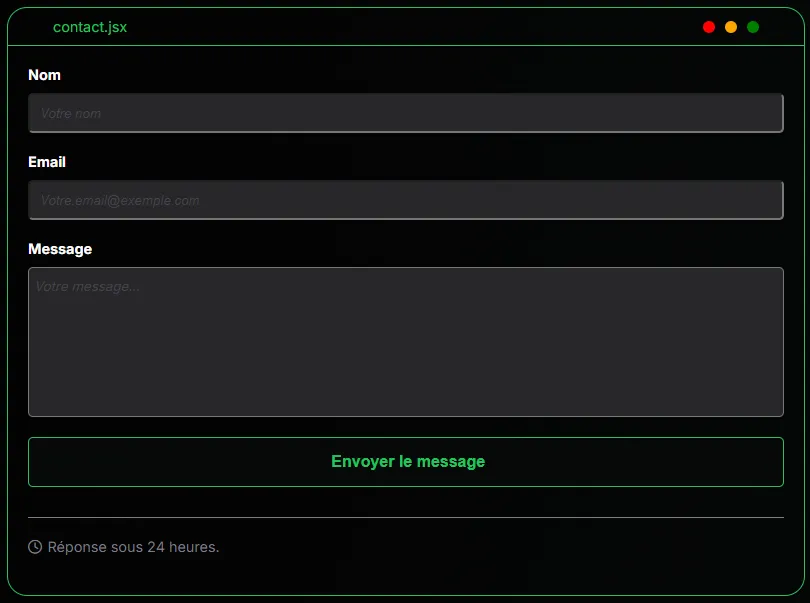 contact.jsx
Nom
Votre nom
Email
Votre.email@exemple.com
Message
Votre message...
Envoyer le message
Réponse sous 24 heures.